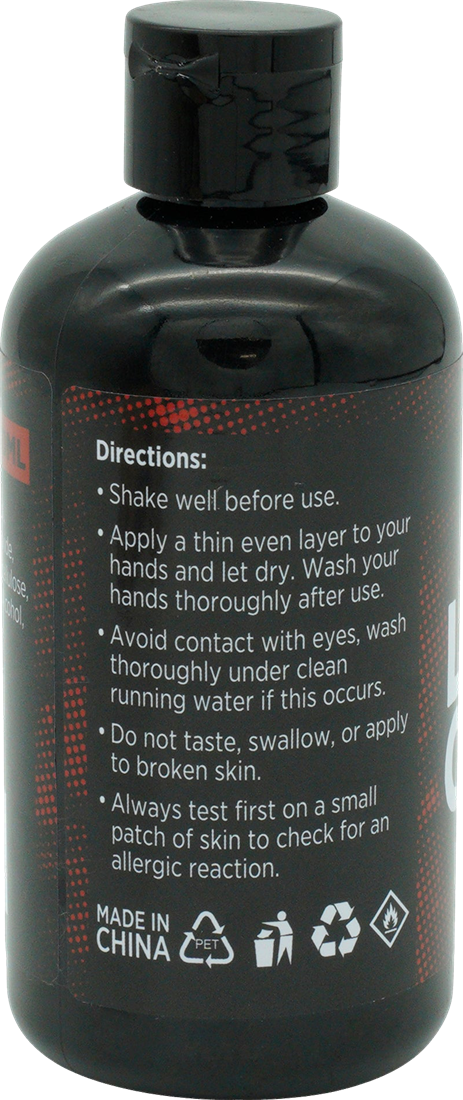 ML
Directions:
• Shake well before use.
• Apply a thin even layer to your
hands and let dry. Wash your
hands thoroughly after use.
• Avoid contact with eyes, wash
thoroughly under clean
running water if this occurs.
• Do not taste, swallow, or apply
to broken skin.
• Always test first on a small
patch of skin to check for an
allergic reaction.
MADE IN
CHINA
PET